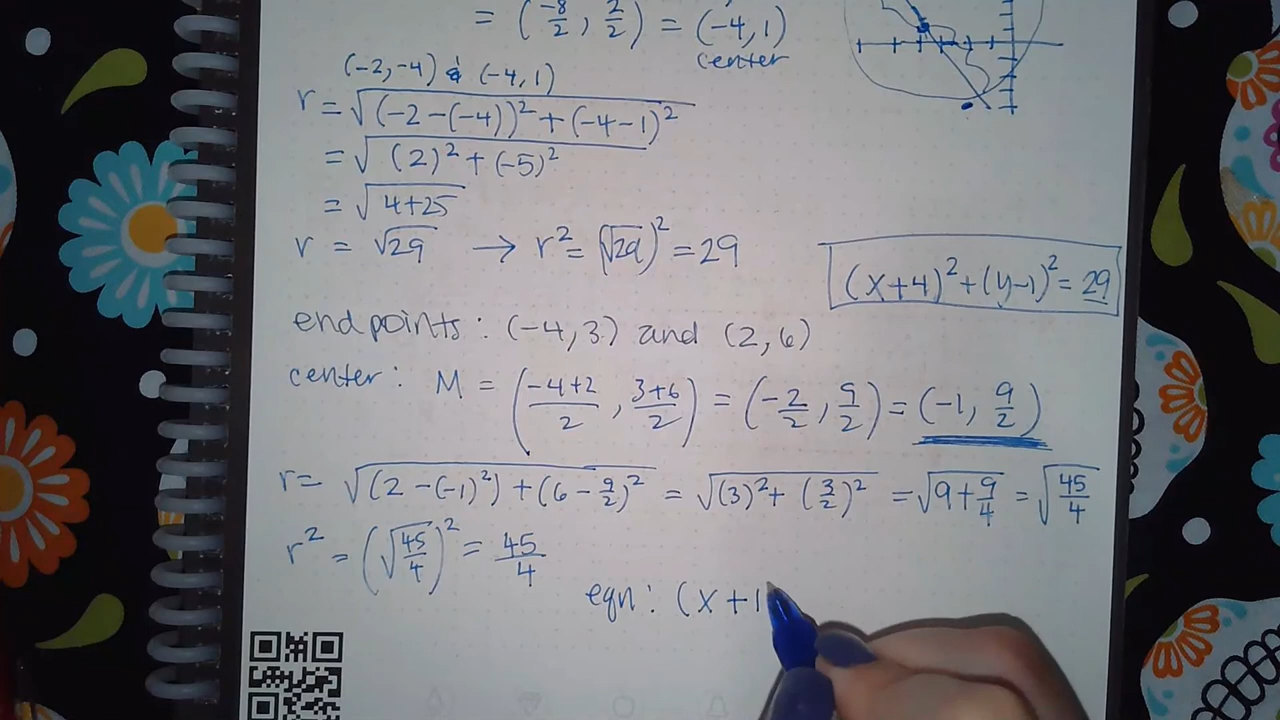 = (-8/2, 2/2) = (-4,1)
center
(-2,-4) & (-4,1)
r = √((-2-(-4))² + (-4-1)²)
= √((2)² + (-5)²)
= √(4+25)
r = √29 → r² = (√29)² = 29
(x+4)² + (y-1)² = 29
endpoints: (-4,3) and (2,6)
center: M = ((-4+2)/2, (3+6)/2) = (-2/2, 9/2) = (-1, 9/2)
r = √((2-(-1)²) + (6-9/2)²) = √((3)² + (3/2)²) = √(9+9/4) = √(45/4)
r² = (√(45/4))² = 45/4
eqn: (x+1